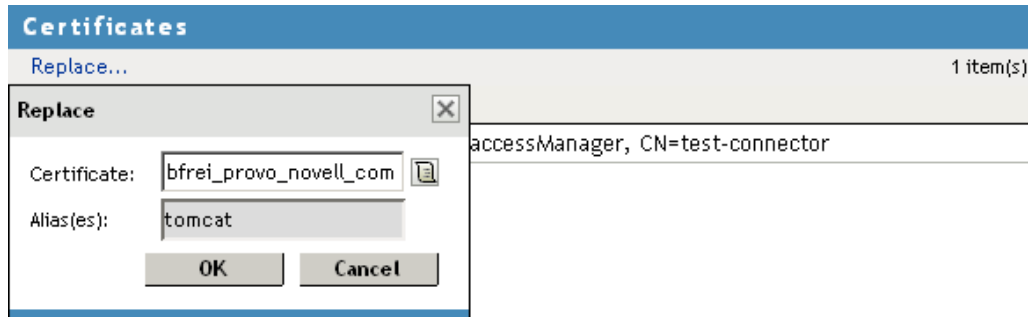 Certificates
Replace... 1 item(s)
Replace
accessManager, CN=test-connector
Certificate: bfrei_provo_novell_com
Alias(es): tomcat
OK Cancel